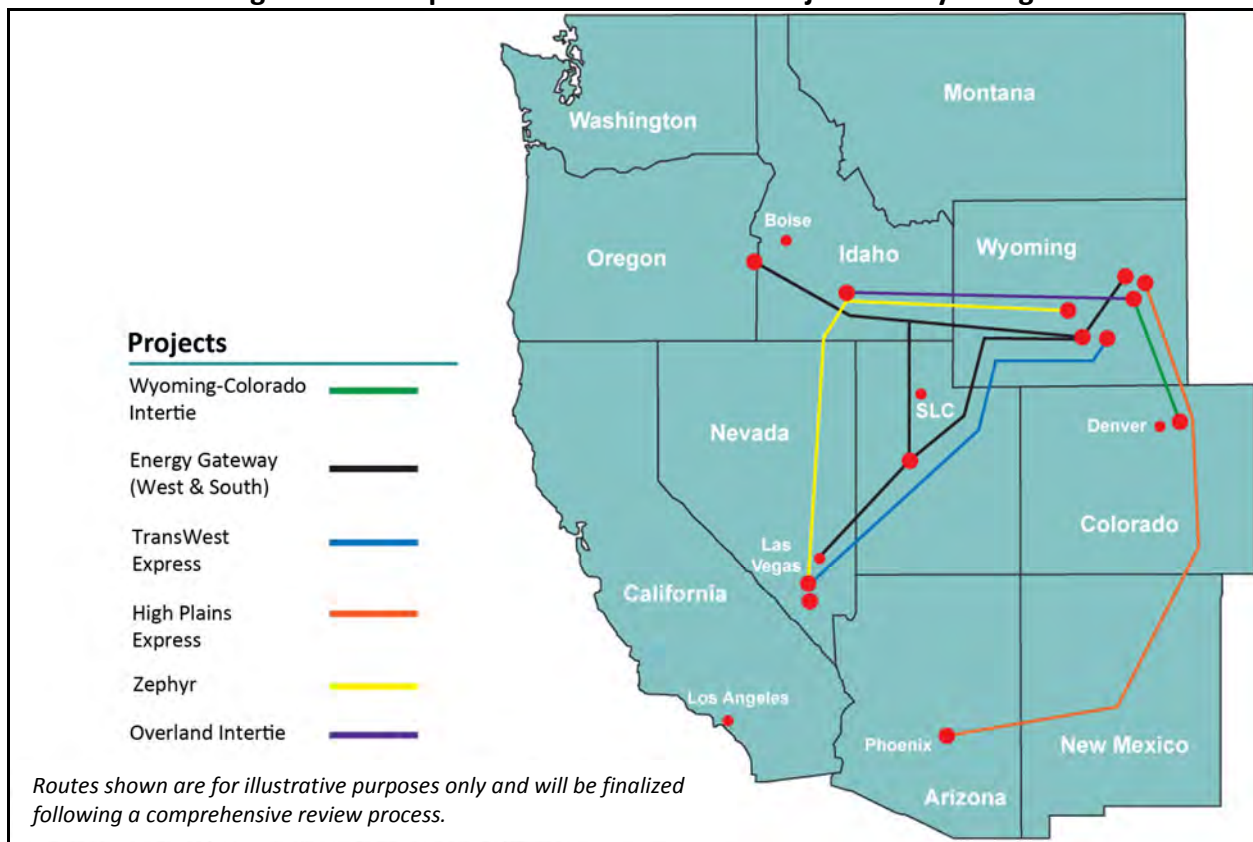 Washington
Montana
Boise
Oregon
Idaho
Wyoming
Projects
Wyoming-Colorado
Intertie
Energy Gateway
(West & South)
TransWest
Express
High Plains
Express
Zephyr
Overland Intertie
SLC
Nevada
Denver
Colorado
Las
Vegas
California
Los Angeles
Phoenix
New Mexico
Arizona
Routes shown are for illustrative purposes only and will be finalized
following a comprehensive review process.